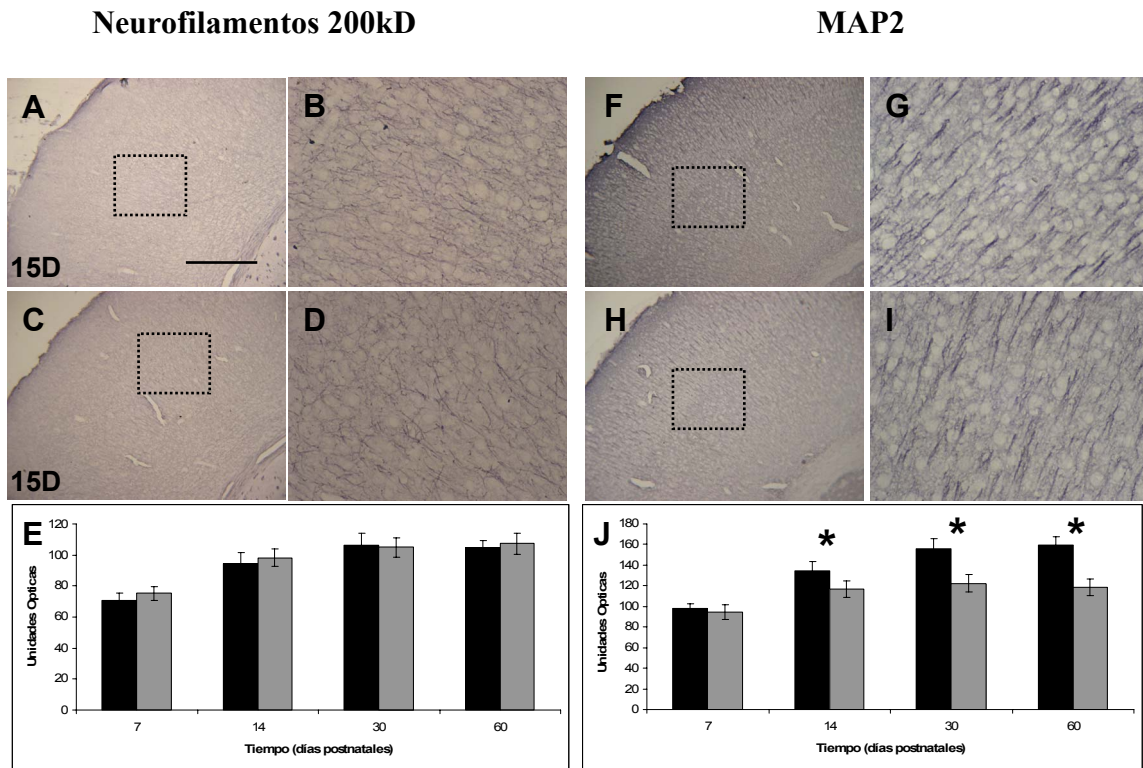 Neurofilamentos 200kD
MAP2
A
B
F
G
15D
C
D
H
I
15D
E
120
100
80
60
40
20
0
Unidades Opticas
7 14 30 60
Tiempo (días postnatales)
J
180
160
140
120
100
80
60
40
20
0
Unidades Opticas
* * *
7 14 30 60
Tiempo (días postnatales)